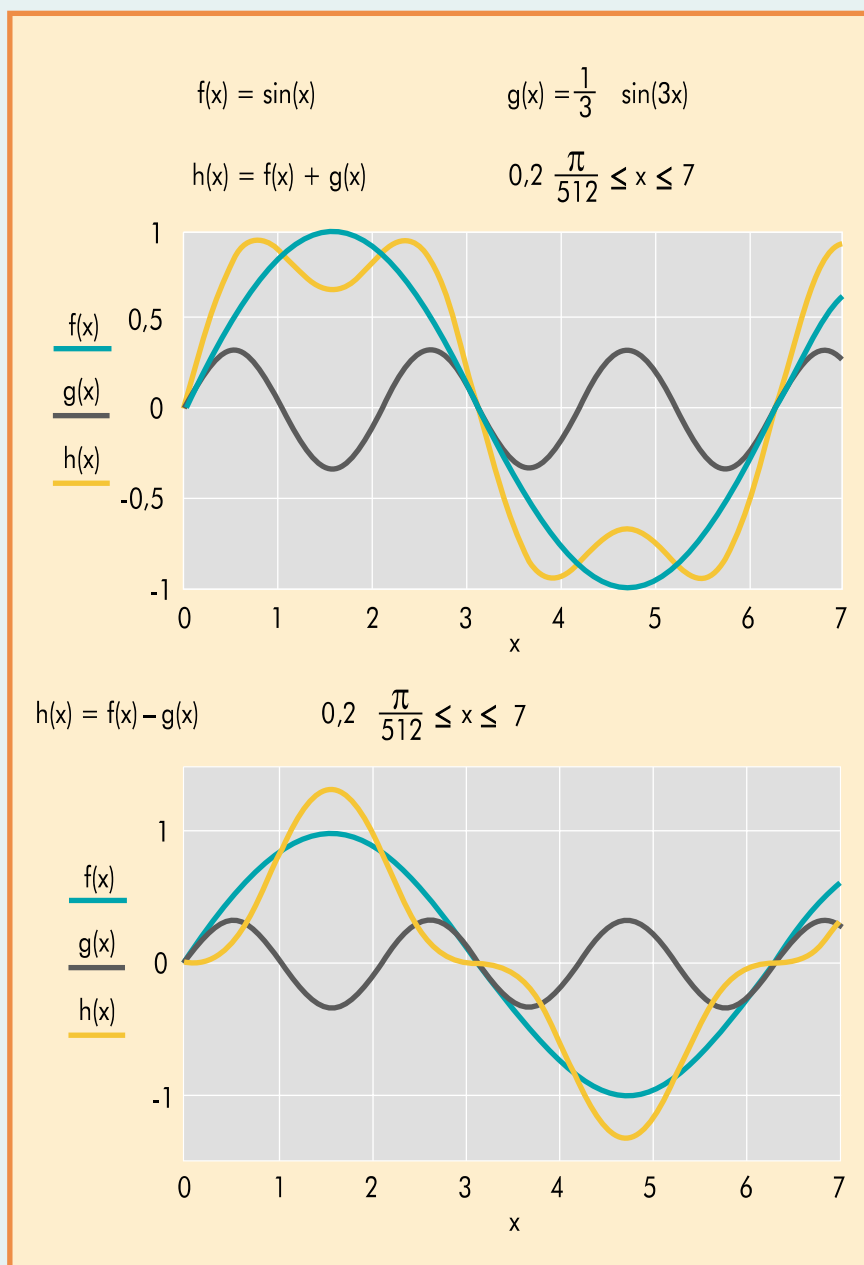 f(x) = sin(x)    g(x) = 1/3 sin(3x)
h(x) = f(x) + g(x)    0,2 π/512 ≤ x ≤ 7
1
0,5
0
-0,5
-1
f(x)
g(x)
h(x)
0 1 2 3 4 5 6 7
x
h(x) = f(x) – g(x)    0,2 π/512 ≤ x ≤ 7
1
0
-1
f(x)
g(x)
h(x)
0 1 2 3 4 5 6 7
x